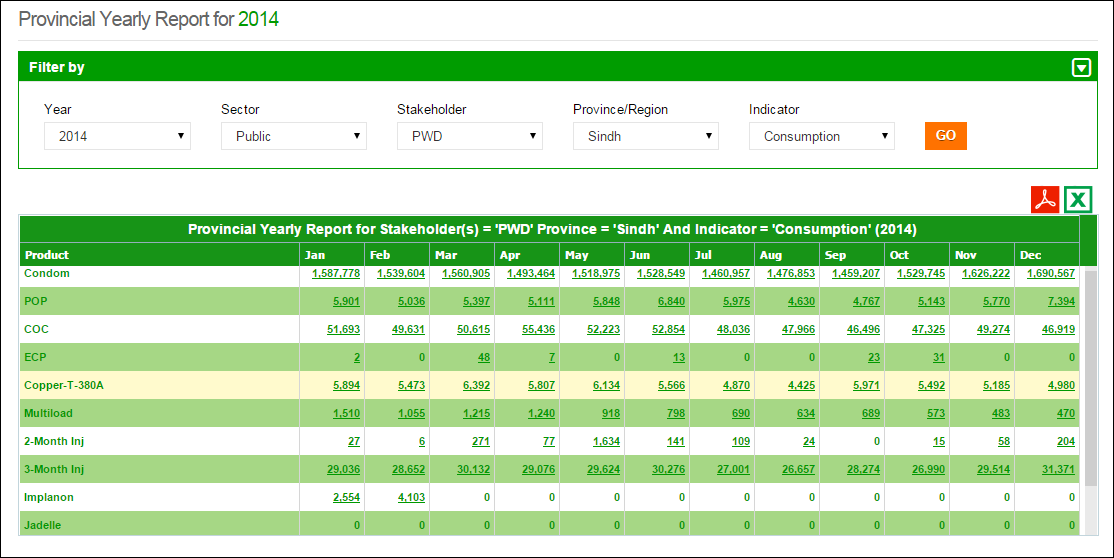 Provincial Yearly Report for 2014
Filter by
Year Sector Stakeholder Province/Region Indicator
2014 Public PWD Sindh Consumption GO
Provincial Yearly Report for Stakeholder(s) = 'PWD' Province = 'Sindh' And Indicator = 'Consumption' (2014)
Product Jan Feb Mar Apr May Jun Jul Aug Sep Oct Nov Dec
Condom 1,587,778 1,539,604 1,560,905 1,493,464 1,518,975 1,528,549 1,460,957 1,476,853 1,459,207 1,529,745 1,626,222 1,690,567
POP 5,901 5,036 5,397 5,111 5,848 6,840 5,975 4,630 4,767 5,143 5,770 7,394
COC 51,693 49,631 50,615 55,436 52,223 52,854 48,036 47,966 46,496 47,325 49,274 46,919
ECP 2 0 48 7 0 13 0 0 23 31 0 0
Copper-T-380A 5,894 5,473 6,392 5,807 6,134 5,566 4,870 4,425 5,971 5,492 5,185 4,980
Multiload 1,510 1,055 1,215 1,240 918 798 690 634 689 573 483 470
2-Month Inj 27 6 271 77 1,634 141 109 24 0 15 58 204
3-Month Inj 29,036 28,652 30,132 29,076 29,624 30,276 27,001 26,657 28,274 26,990 29,514 31,371
Implanon 2,554 4,103 0 0 0 0 0 0 0 0 0 0
Jadelle 0 0 0 0 0 0 0 0 0 0 0 0